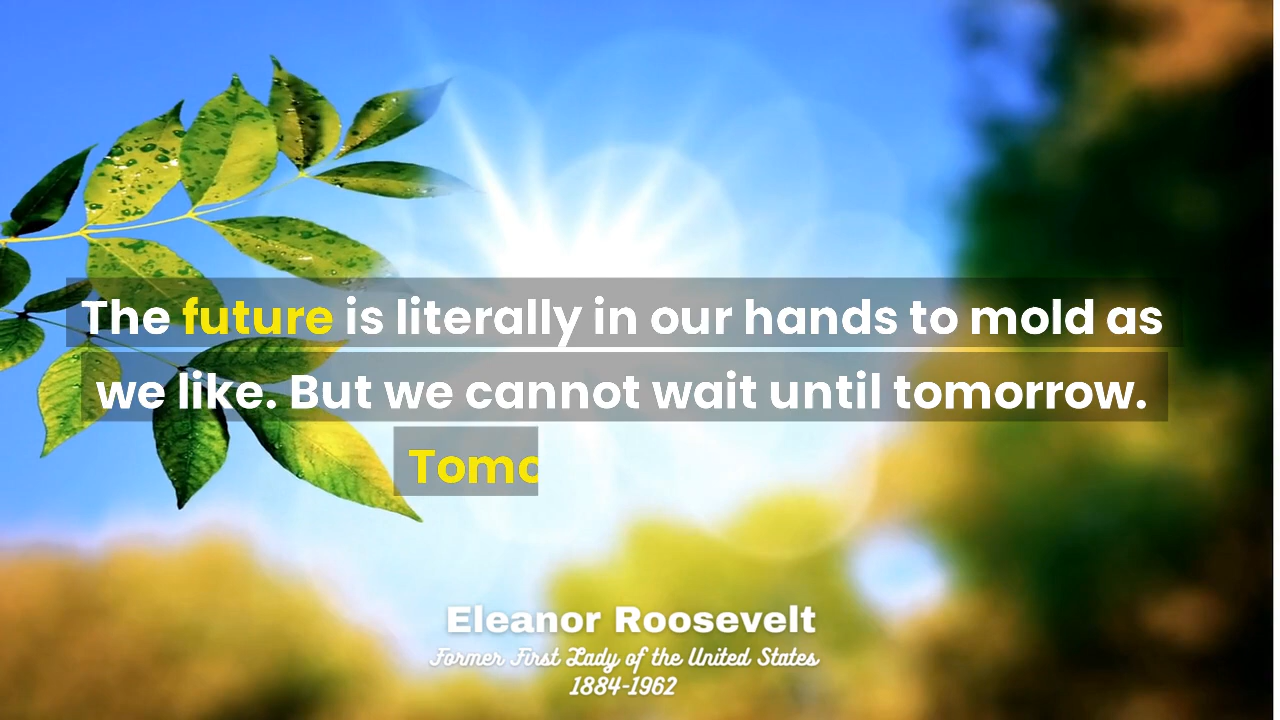 The future is literally in our hands to mold as
we like. But we cannot wait until tomorrow.
Eleanor Roosevelt
Former First Lady of the United States
1884-1962